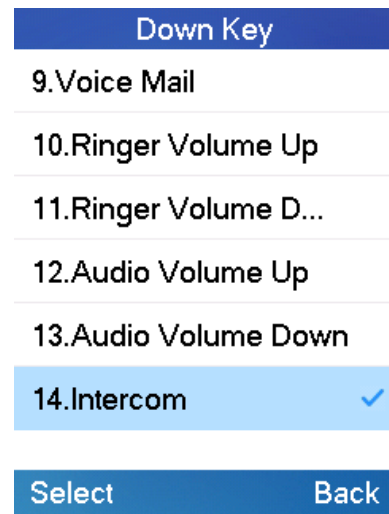 Down Key
9.Voice Mail
10.Ringer Volume Up
11.Ringer Volume D...
12.Audio Volume Up
13.Audio Volume Down
14.Intercom
Select Back